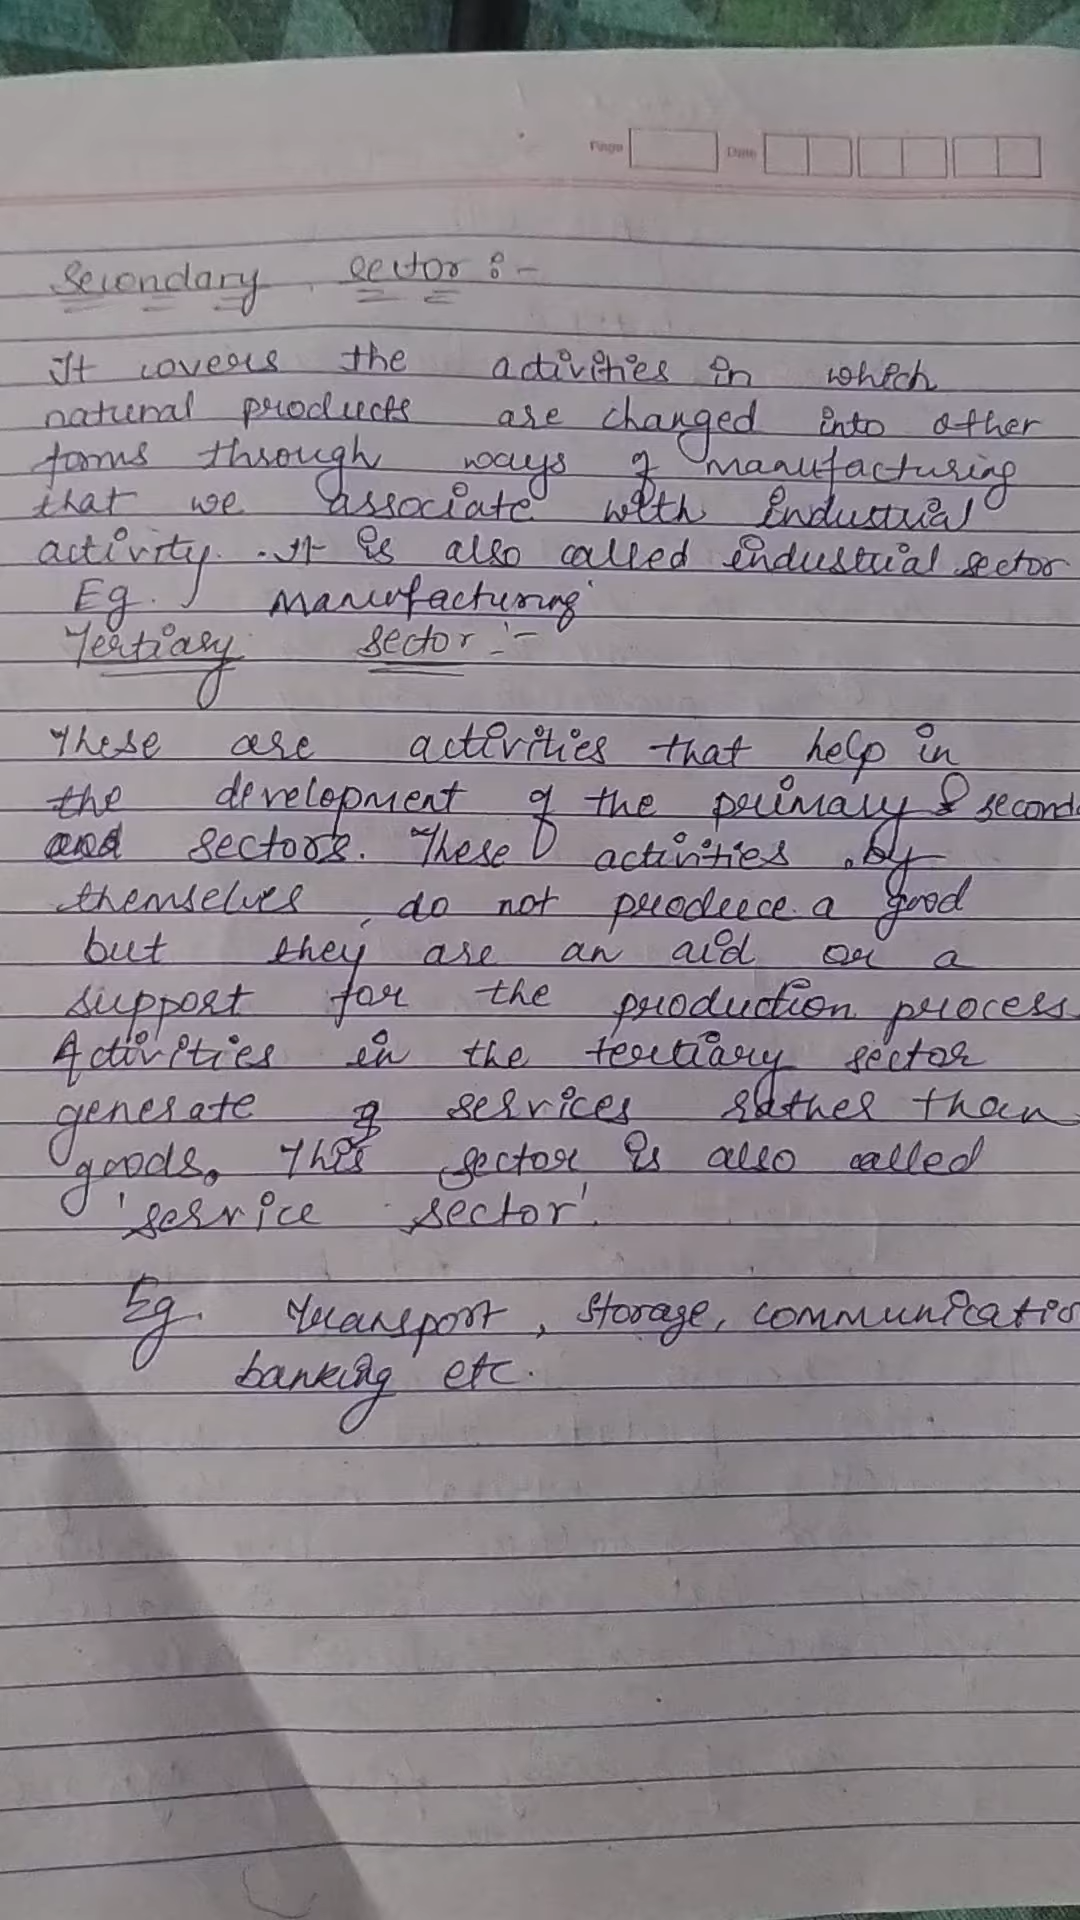 Page Date
Secondary sector :-
It covers the activities in which
natural products are changed into other
forms through ways of manufacturing
that we associate with industrial
activity. It is also called industrial sector
Eg. Manufacturing
Tertiary sector :-
These are activities that help in
the development of the primary & second
sectors. These activities by
themselves, do not produce a good
but they are an aid or a
support for the production process.
Activities in the tertiary sector
generate services rather than
goods. This sector is also called
'service sector'.
Eg. Transport, storage, communicatio
banking etc.